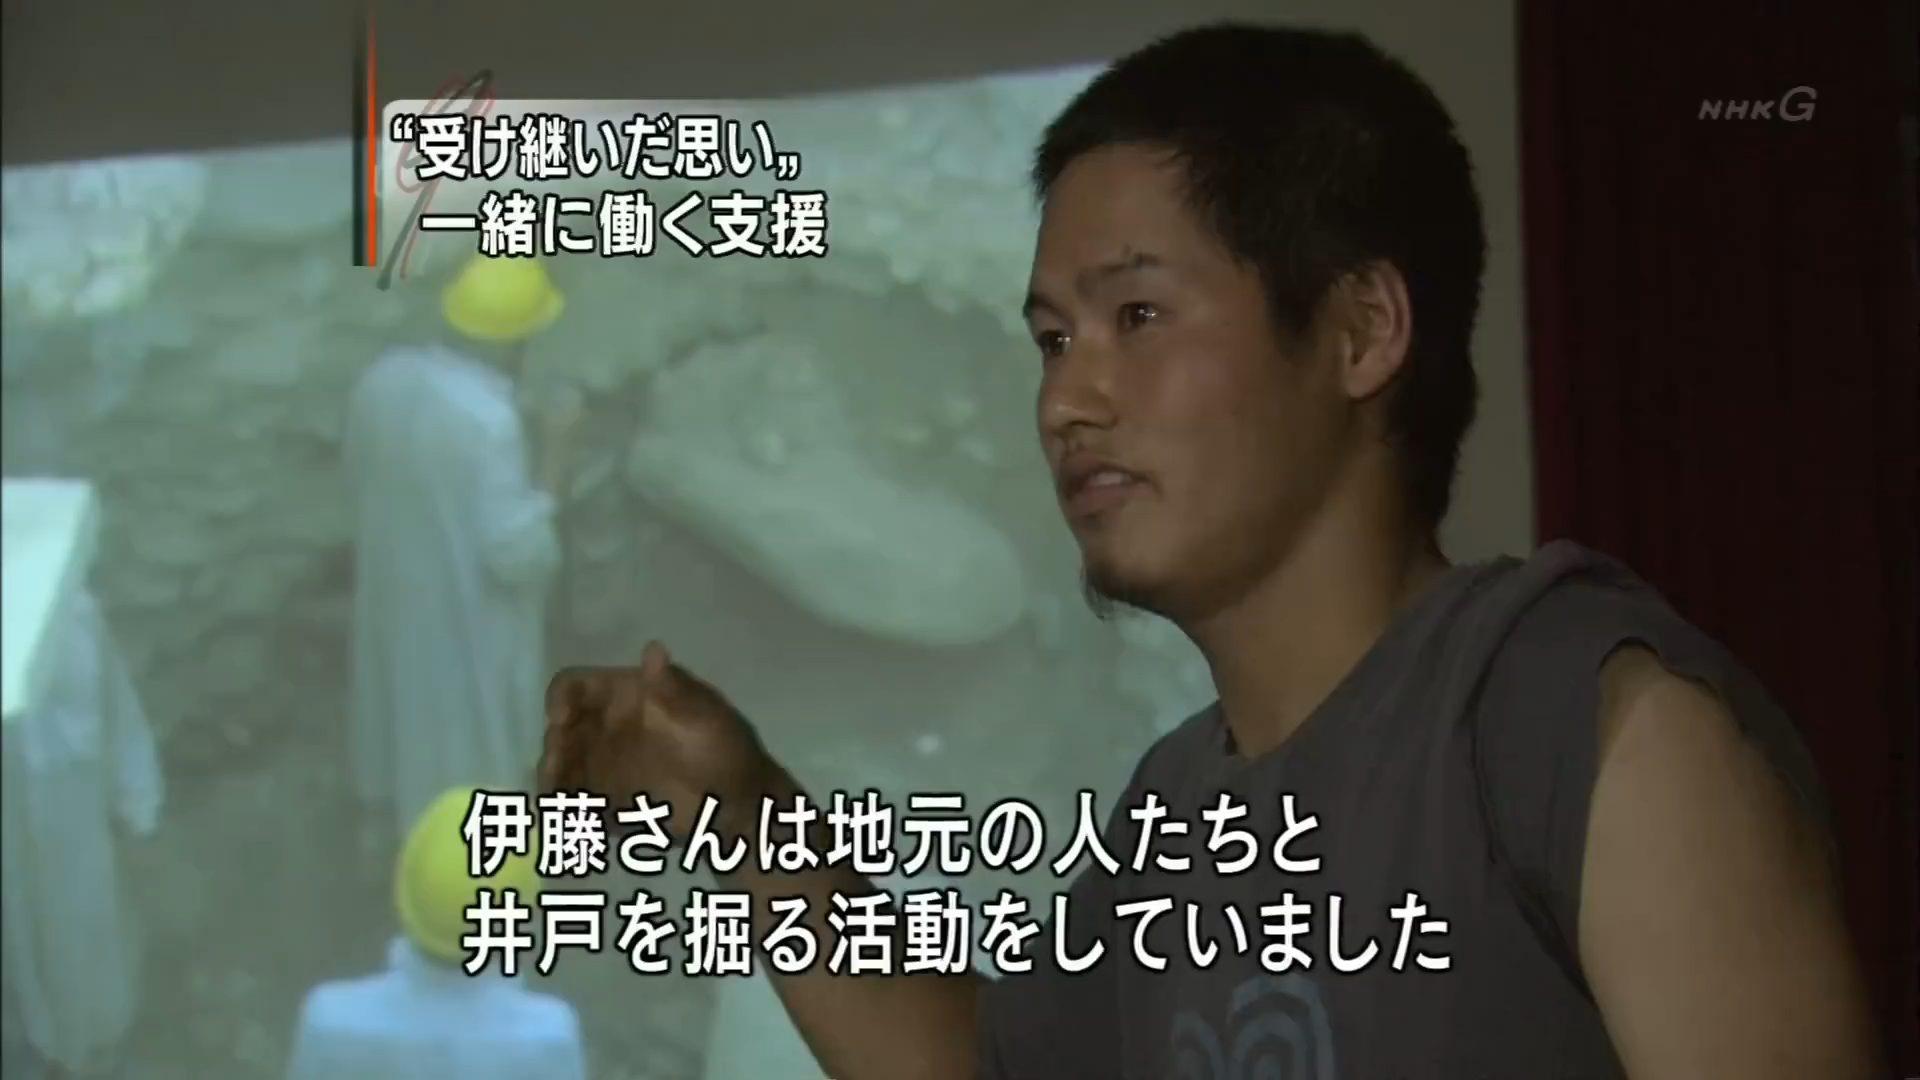 NHK G
“受け継いだ思い”
一緒に働く支援
伊藤さんは地元の人たちと
井戸を掘る活動をしていました